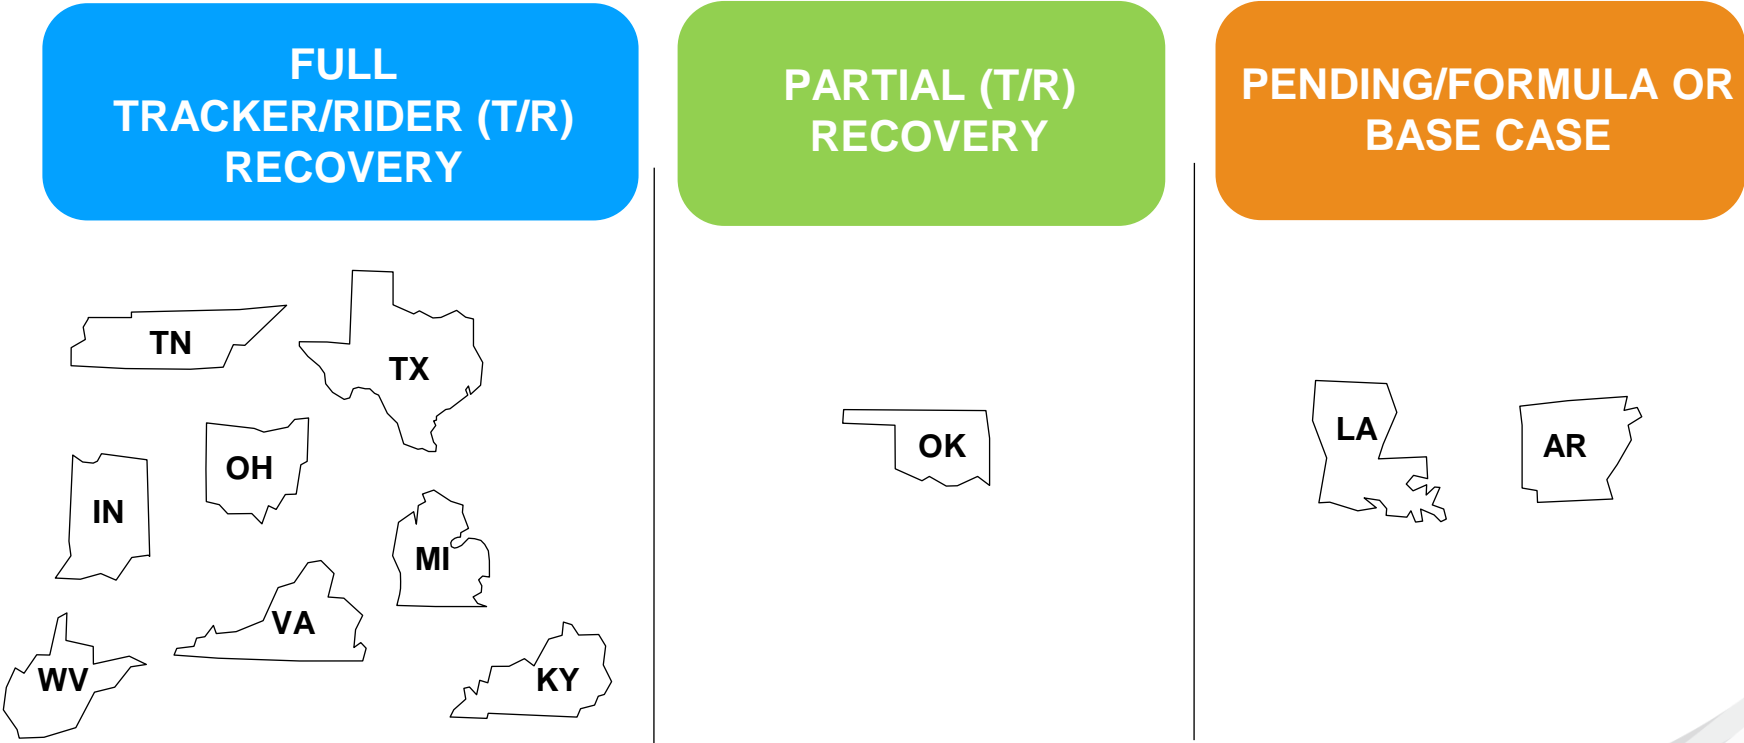 FULL
TRACKER/RIDER (T/R)
RECOVERY
PARTIAL (T/R)
RECOVERY
PENDING/FORMULA OR
BASE CASE
TN
TX
OH
IN
MI
VA
WV
KY
OK
LA
AR